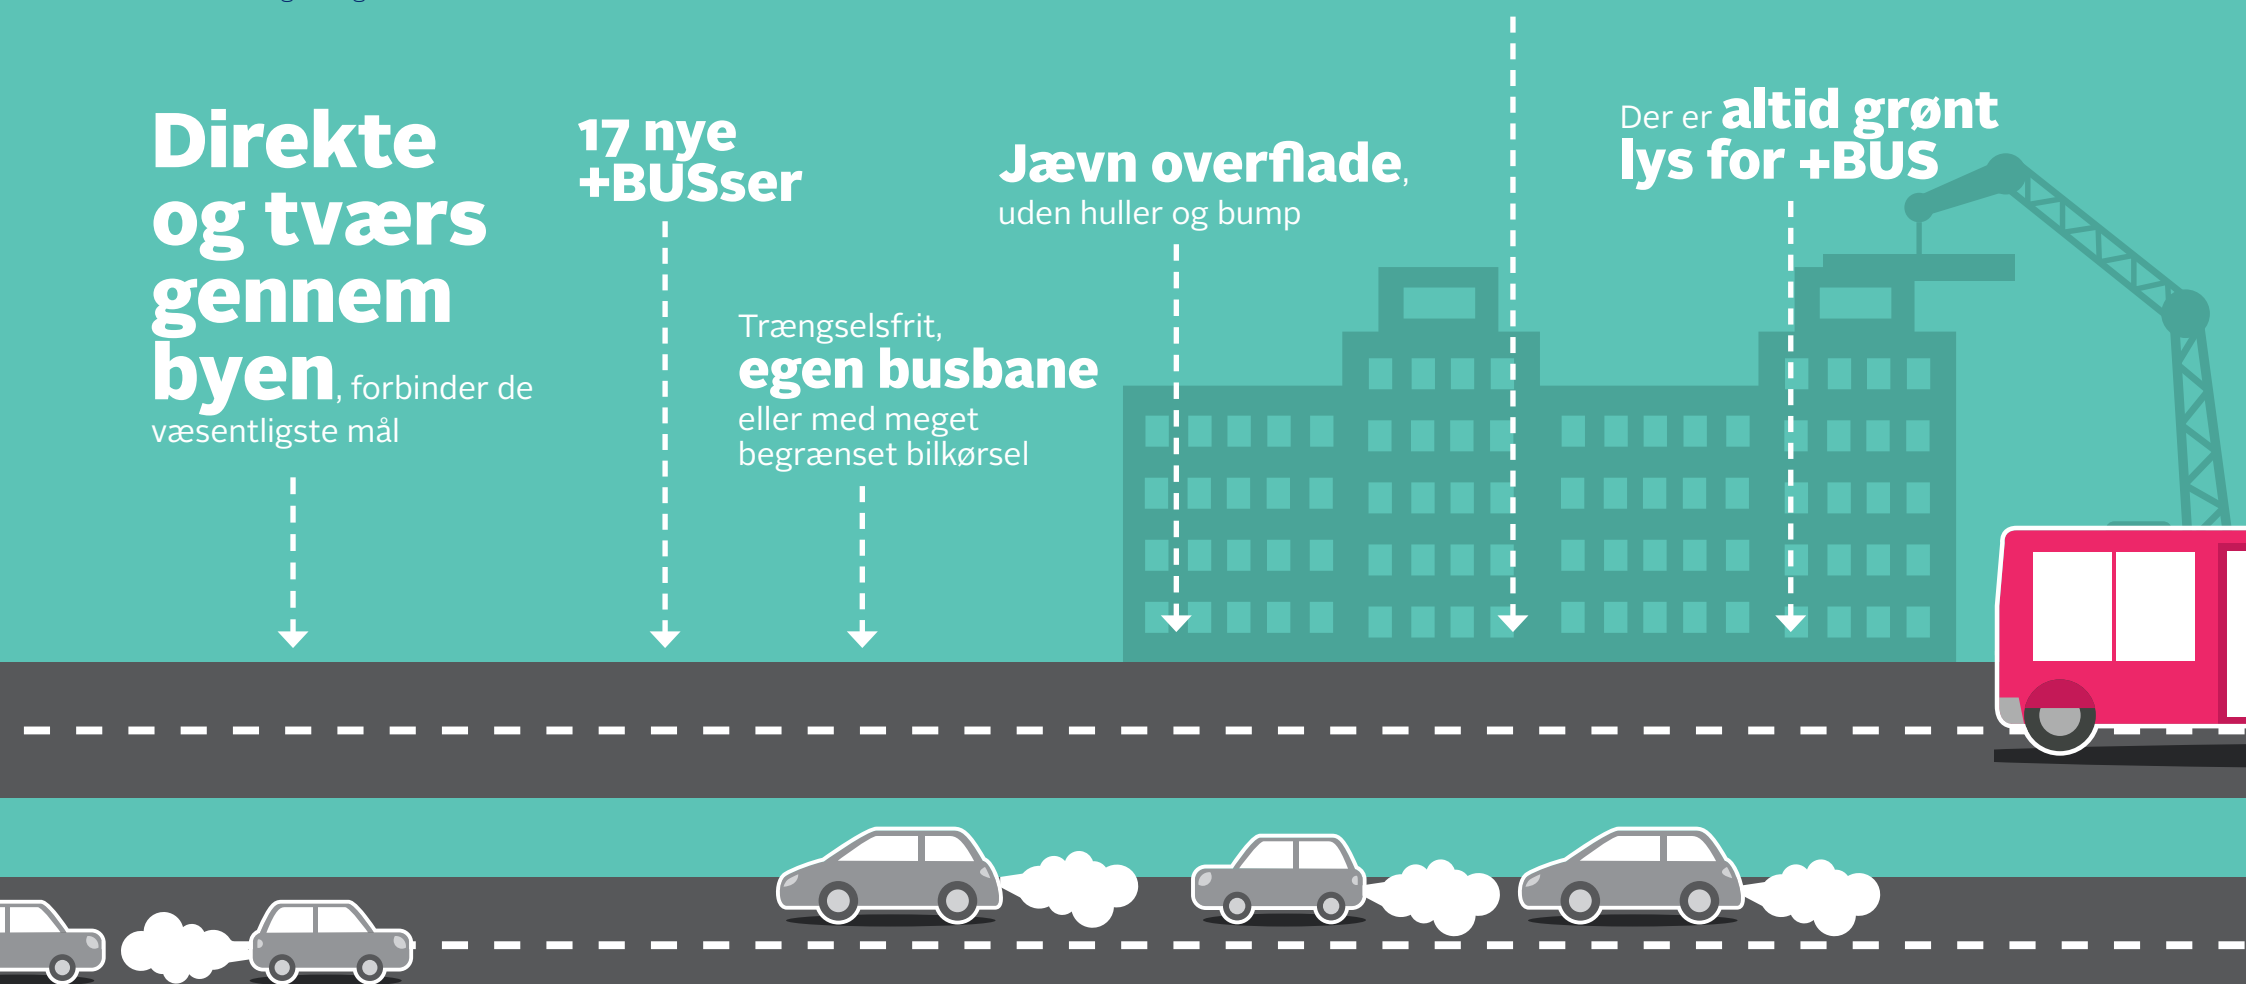 Direkte
og tværs
gennem
byen, forbinder de
væsentligste mål
17 nye
+BUSser
Trængselsfrit,
egen busbane
eller med meget
begrænset bilkørsel
Jævn overflade,
uden huller og bump
Der er altid grønt
lys for +BUS